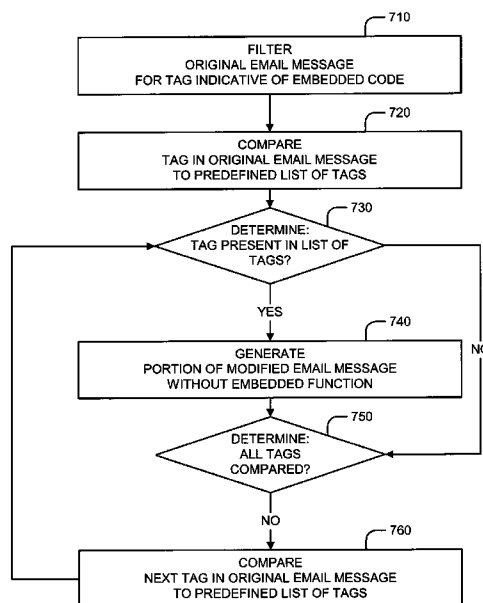 710
FILTER
ORIGINAL EMAIL MESSAGE
FOR TAG INDICATIVE OF EMBEDDED CODE
720
COMPARE
TAG IN ORIGINAL EMAIL MESSAGE
TO PREDEFINED LIST OF TAGS
730
DETERMINE:
TAG PRESENT IN LIST OF
TAGS?
YES
NO
740
GENERATE
PORTION OF MODIFIED EMAIL MESSAGE
WITHOUT EMBEDDED FUNCTION
750
DETERMINE:
ALL TAGS
COMPARED?
NO
760
COMPARE
NEXT TAG IN ORIGINAL EMAIL MESSAGE
TO PREDEFINED LIST OF TAGS